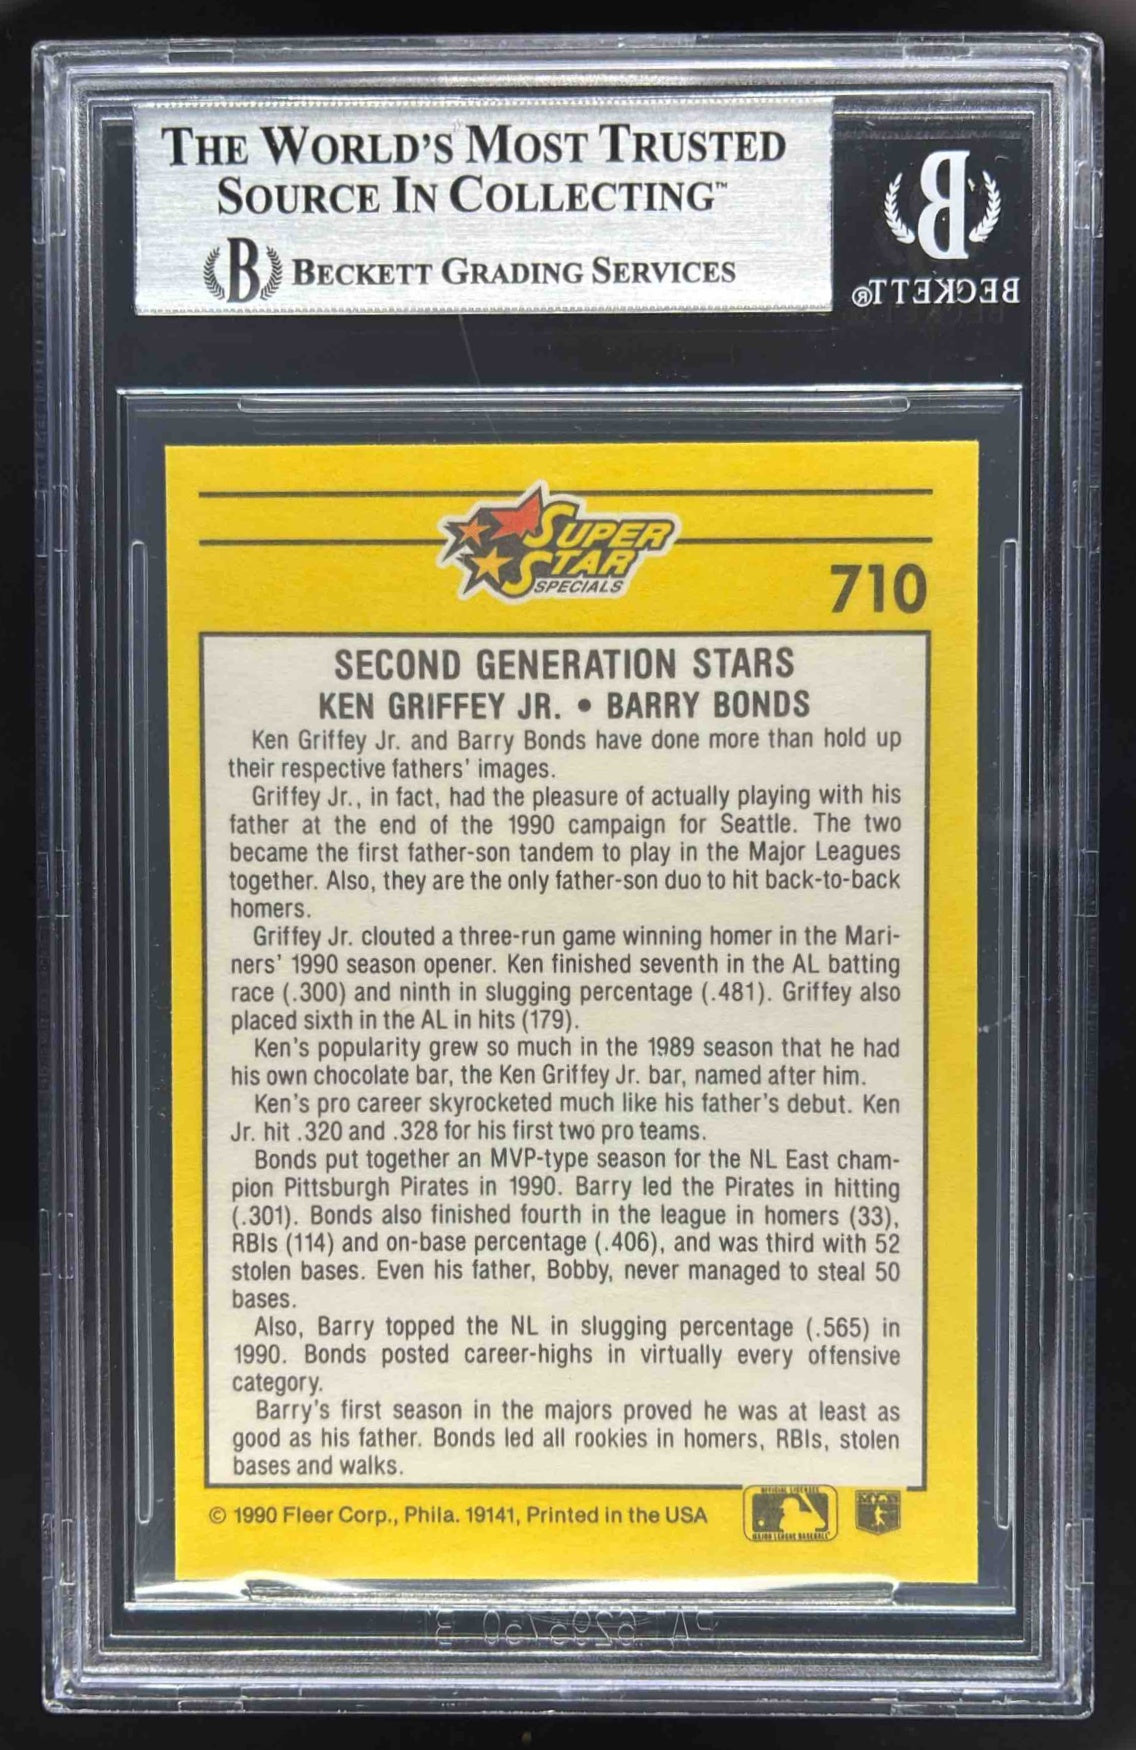 THE WORLD'S MOST TRUSTED
SOURCE IN COLLECTING™
B BECKETT GRADING SERVICES
B
BECKETT®
SUPER
STAR
SPECIALS
710
SECOND GENERATION STARS
KEN GRIFFEY JR. • BARRY BONDS
Ken Griffey Jr. and Barry Bonds have done more than hold up
their respective fathers' images.
Griffey Jr., in fact, had the pleasure of actually playing with his
father at the end of the 1990 campaign for Seattle. The two
became the first father-son tandem to play in the Major Leagues
together. Also, they are the only father-son duo to hit back-to-back
homers.
Griffey Jr. clouted a three-run game winning homer in the Mari-
ners' 1990 season opener. Ken finished seventh in the AL batting
race (.300) and ninth in slugging percentage (.481). Griffey also
placed sixth in the AL in hits (179).
Ken's popularity grew so much in the 1989 season that he had
his own chocolate bar, the Ken Griffey Jr. bar, named after him.
Ken's pro career skyrocketed much like his father's debut. Ken
Jr. hit .320 and .328 for his first two pro teams.
Bonds put together an MVP-type season for the NL East cham-
pion Pittsburgh Pirates in 1990. Barry led the Pirates in hitting
(.301). Bonds also finished fourth in the league in homers (33),
RBIs (114) and on-base percentage (.406), and was third with 52
stolen bases. Even his father, Bobby, never managed to steal 50
bases.
Also, Barry topped the NL in slugging percentage (.565) in
1990. Bonds posted career-highs in virtually every offensive
category.
Barry's first season in the majors proved he was at least as
good as his father. Bonds led all rookies in homers, RBIs, stolen
bases and walks.
© 1990 Fleer Corp., Phila. 19141, Printed in the USA
OFFICIAL LICENSEE
MAJOR LEAGUE BASEBALL